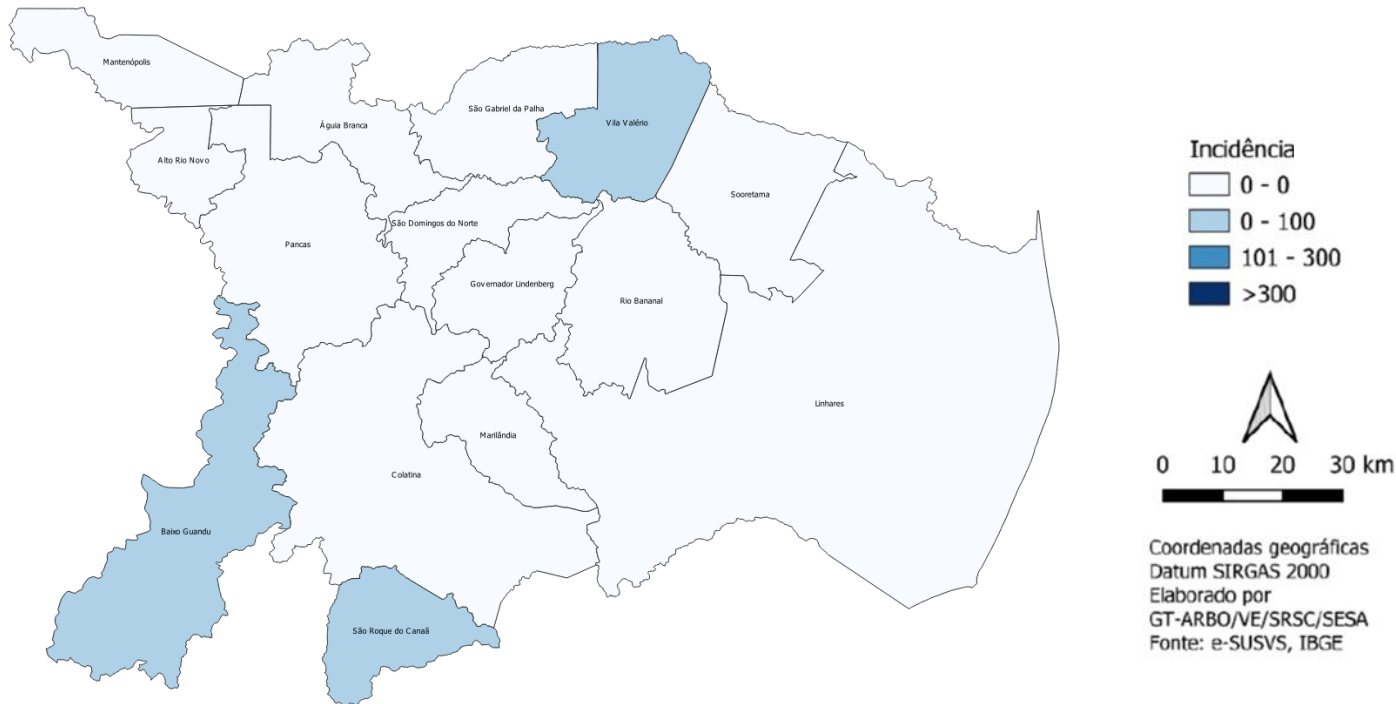 Mantenópolis
São Gabriel da Palha
Vila Valério
Águia Branca
Alto Rio Novo
Sooretama
São Domingos do Norte
Pancas
Governador Lindenberg
Rio Bananal
Linhares
Marilândia
Colatina
Baixo Guandu
São Roque do Canaã
Incidência
0 - 0
0 - 100
101 - 300
>300
0 10 20 30 km
Coordenadas geográficas
Datum SIRGAS 2000
Elaborado por
GT-ARBO/VE/SRSC/SESA
Fonte: e-SUSVS, IBGE